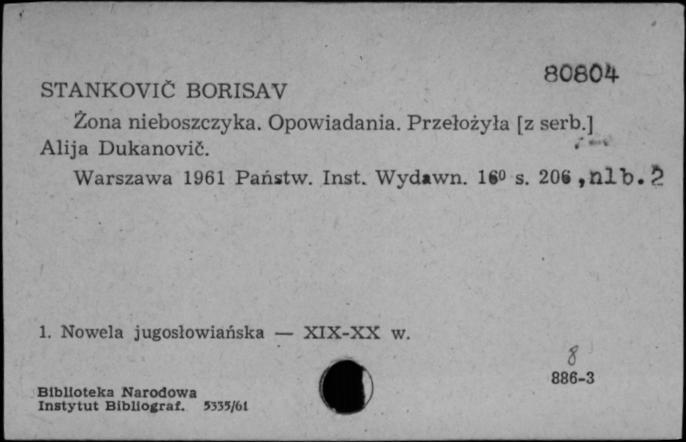 80804
STANKOVIČ BORISAV
Żona nieboszczyka. Opowiadania. Przełożyła [z serb.]
Alija Dukanovič.
Warszawa 1961 Państw. Inst. Wydawn. 16⁰ s. 206, nlb. 2
1. Nowela jugosłowiańska — XIX-XX w.
8
886-3
Biblioteka Narodowa
Instytut Bibliograf. 5335/61